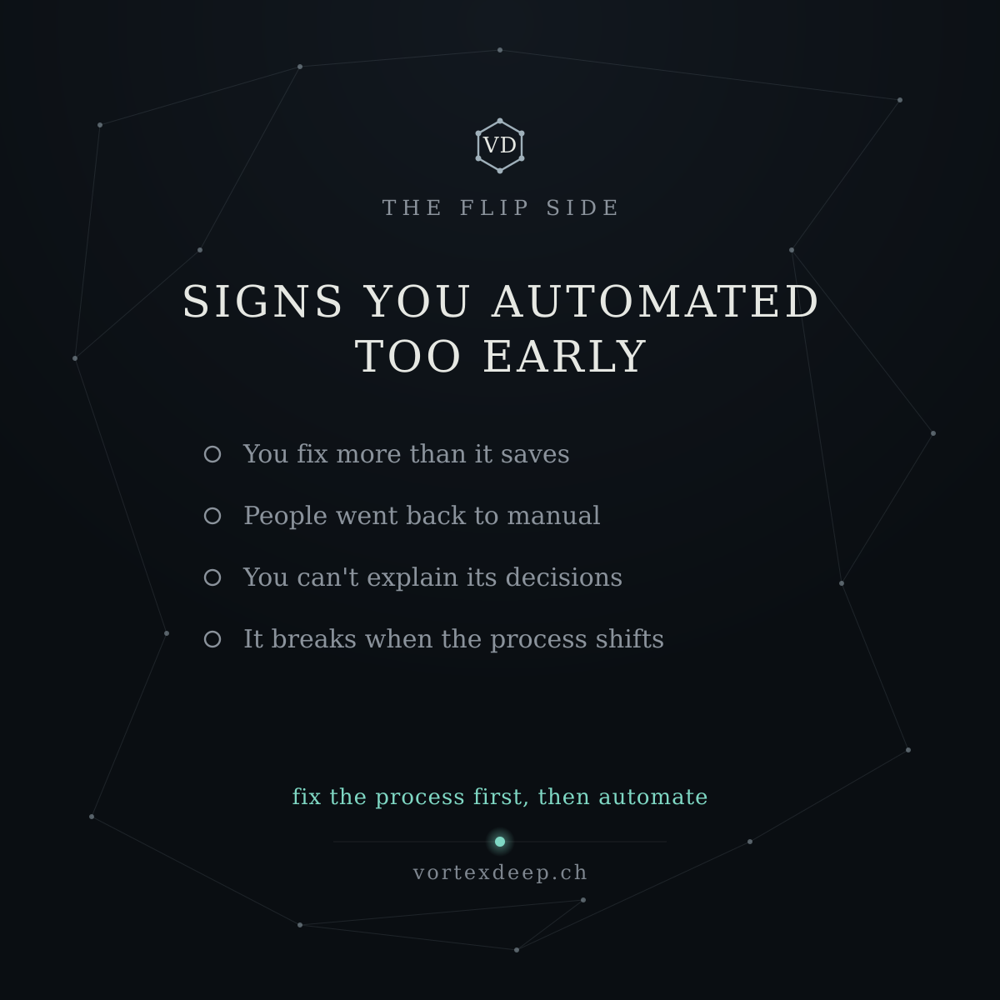 VD
THE FLIP SIDE
SIGNS YOU AUTOMATED
TOO EARLY
You fix more than it saves
People went back to manual
You can't explain its decisions
It breaks when the process shifts
fix the process first, then automate
vortexdeep.ch